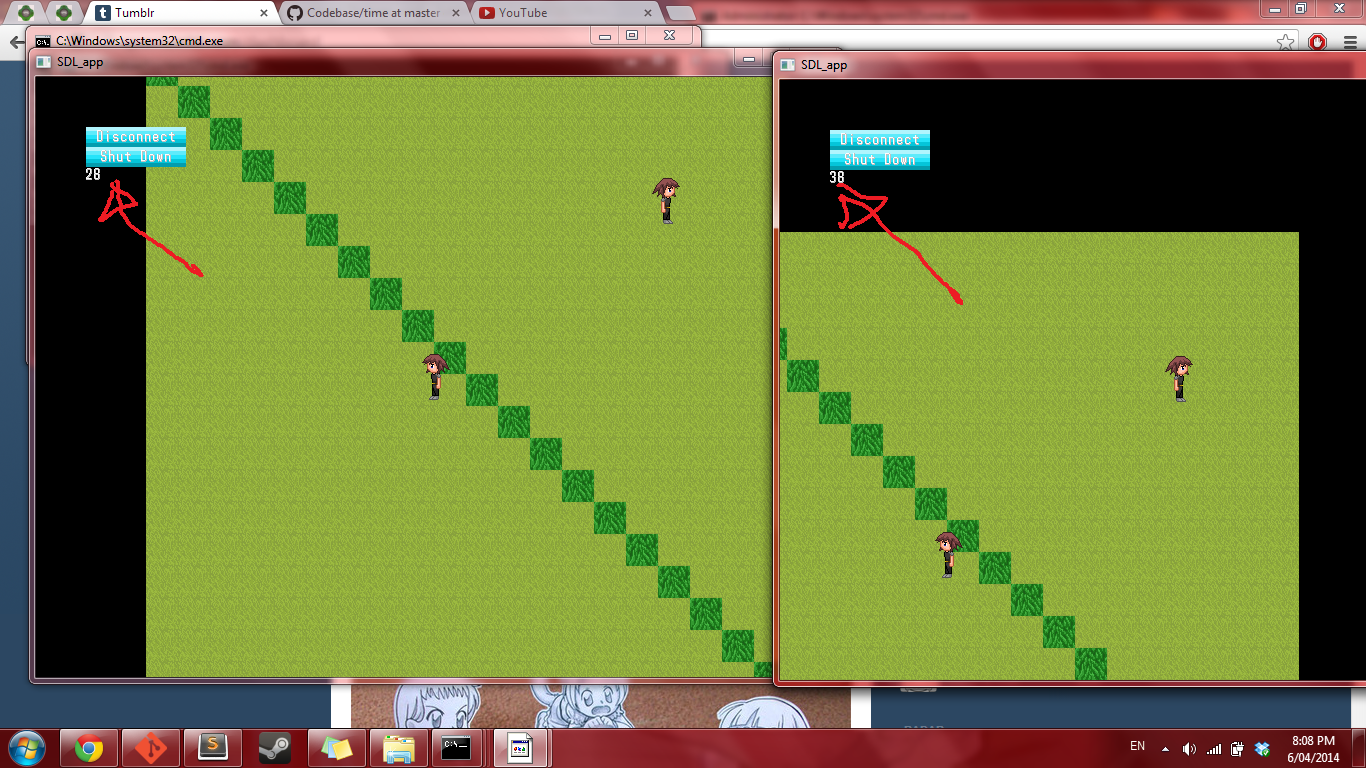 Tumblr
Codebase/time at master
YouTube
C:\Windows\system32\cmd.exe
SDL_app
SDL_app
Disconnect
Shut Down
28
Disconnect
Shut Down
38
EN
8:08 PM
6/04/2014